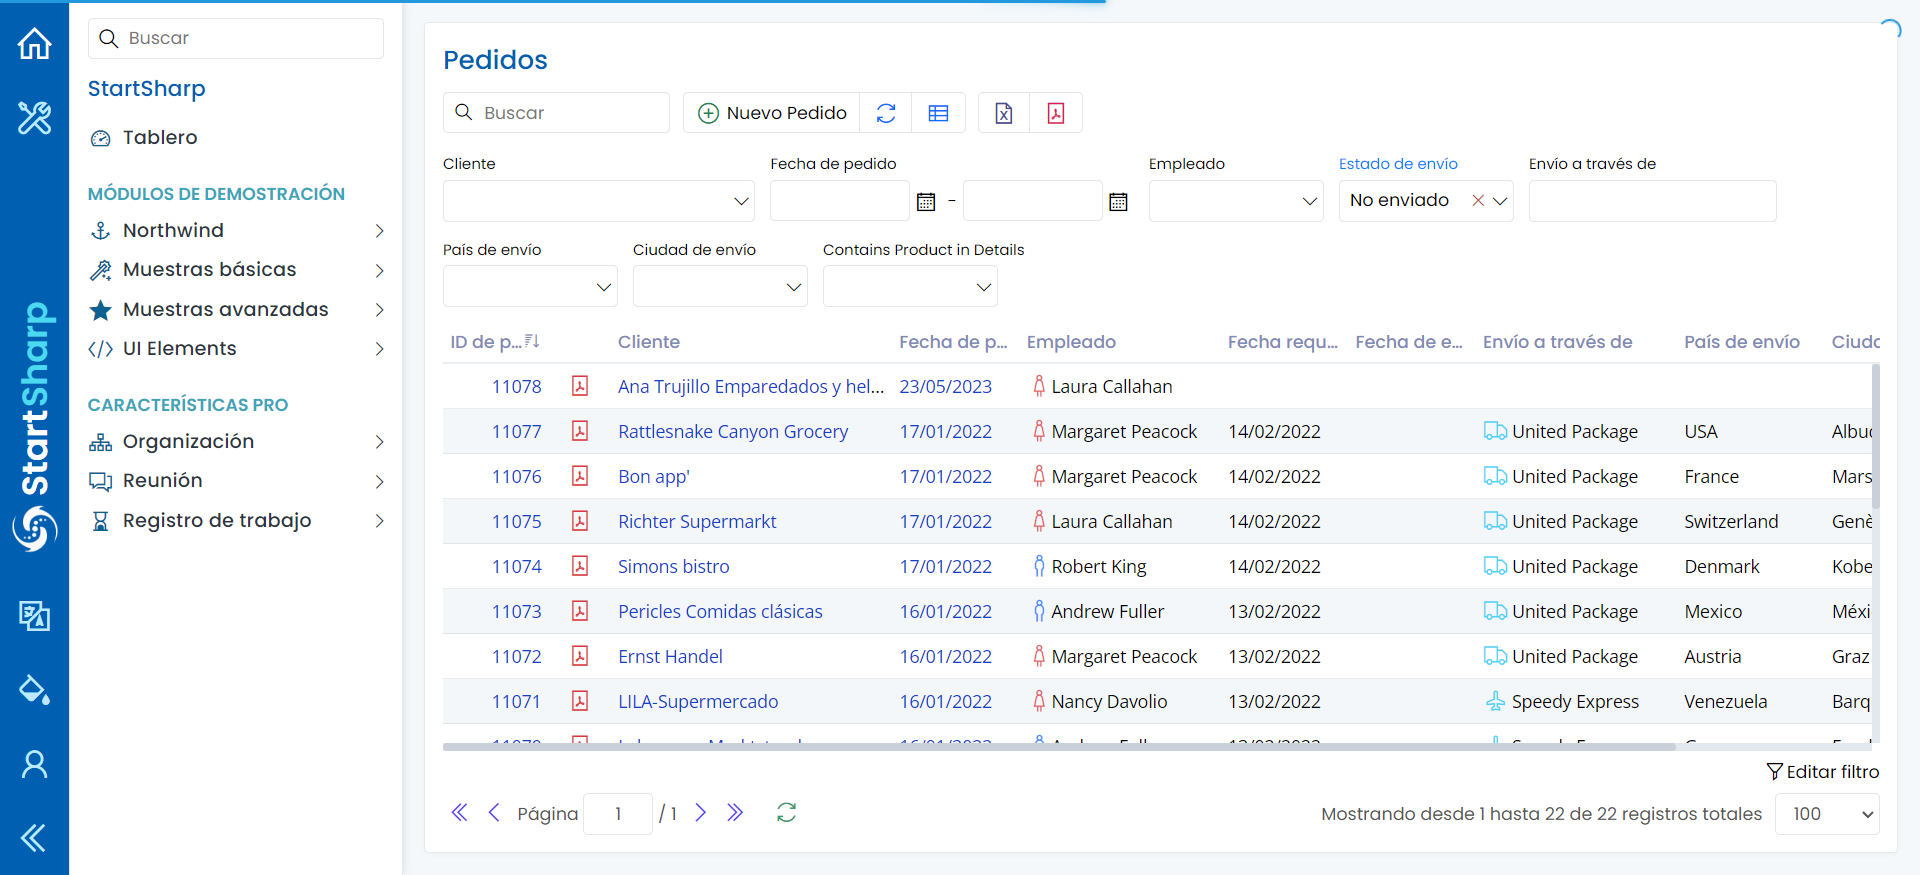 Buscar
StartSharp
Tablero
MÓDULOS DE DEMOSTRACIÓN
Northwind
Muestras básicas
Muestras avanzadas
UI Elements
CARACTERÍSTICAS PRO
Organización
Reunión
Registro de trabajo
StartSharp
Pedidos
Buscar
Nuevo Pedido
Cliente
Fecha de pedido
-
Empleado
Estado de envío
No enviado
Envío a través de
País de envío
Ciudad de envío
Contains Product in Details
ID de p... Cliente Fecha de p... Empleado Fecha requ... Fecha de e... Envío a través de País de envío Ciudc
11078 Ana Trujillo Emparedados y hel... 23/05/2023 Laura Callahan
11077 Rattlesnake Canyon Grocery 17/01/2022 Margaret Peacock 14/02/2022 United Package USA Albuc
11076 Bon app' 17/01/2022 Margaret Peacock 14/02/2022 United Package France Mars
11075 Richter Supermarkt 17/01/2022 Laura Callahan 14/02/2022 United Package Switzerland Genè
11074 Simons bistro 17/01/2022 Robert King 14/02/2022 United Package Denmark Kobe
11073 Pericles Comidas clásicas 16/01/2022 Andrew Fuller 13/02/2022 United Package Mexico Méxi
11072 Ernst Handel 16/01/2022 Margaret Peacock 13/02/2022 United Package Austria Graz
11071 LILA-Supermercado 16/01/2022 Nancy Davolio 13/02/2022 Speedy Express Venezuela Barq
Editar filtro
Página 1 / 1
Mostrando desde 1 hasta 22 de 22 registros totales 100